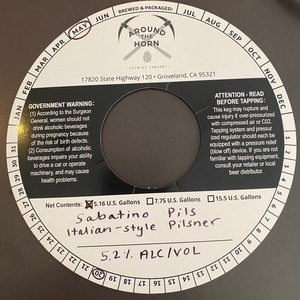 BREWED & PACKAGED:
JAN FEB MAR APR MAY JUN JUL AUG SEP OCT NOV DEC
AROUND
THE
HORN
BREWING COMPANY
17820 State Highway 120 • Groveland, CA 95321
GOVERNMENT WARNING:
(1) According to the Surgeon
General, women should not
drink alcoholic beverages
during pregnancy because
of the risk of birth defects.
(2) Consumption of alcoholic
beverages impairs your ability
to drive a car or operate
machinery, and may cause
health problems.
ATTENTION - READ
BEFORE TAPPING:
This keg may rupture and
cause injury if over-pressurized
with compressed air or CO2.
Tapping system and pressur
ized regulator should each be
equipped with a pressure relief
(blow off) device. If you are not
familiar with tapping equipment,
consult your retailer or local
beer distributor.
Net Contents: 5.16 U.S. Gallons 7.75 U.S. Gallons 15.5 U.S. Gallons
Sabatino Pils
Italian-style Pilsner
5.2% ALC/VOL